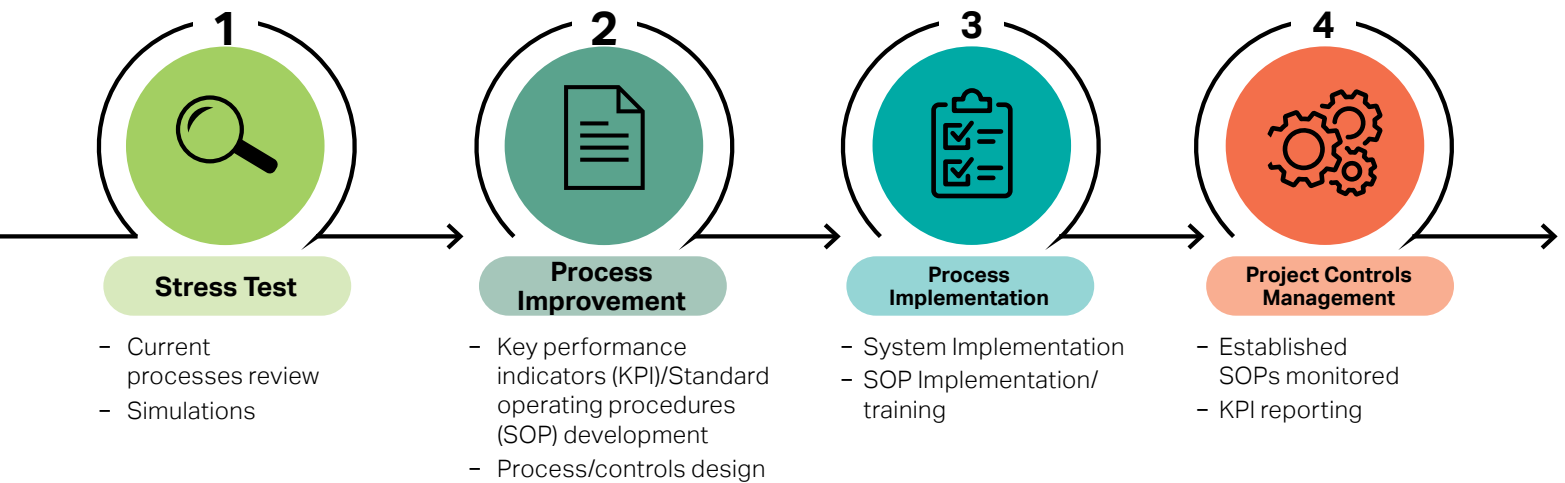 1
Stress Test
– Current
processes review
– Simulations
2
Process
Improvement
– Key performance
indicators (KPI)/Standard
operating procedures
(SOP) development
– Process/controls design
3
Process
Implementation
– System Implementation
– SOP Implementation/
training
4
Project Controls
Management
– Established
SOPs monitored
– KPI reporting